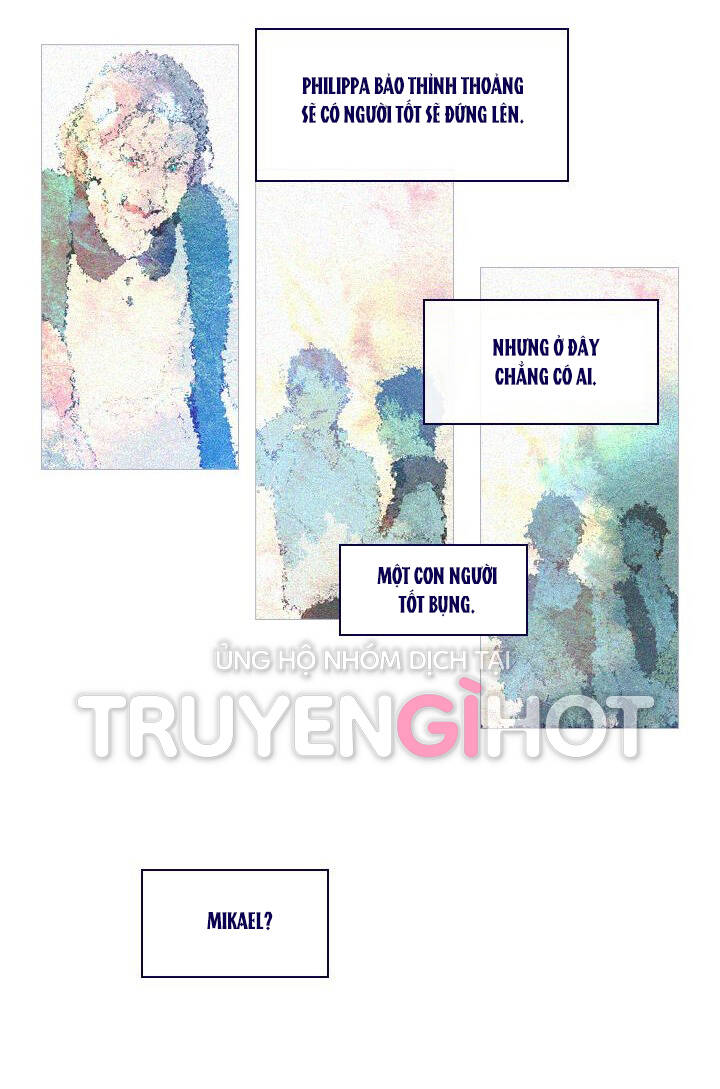 PHILIPPA BẢO THỈNH THOẢNG
SẼ CÓ NGƯỜI TỐT SẼ ĐỨNG LÊN.
NHƯNG Ở ĐÂY
CHẲNG CÓ AI.
MỘT CON NGƯỜI
TỐT BỤNG.
ỦNG HỘ NHÓM DỊCH TẠI
TRUYENGÌHOT
MIKAEL?